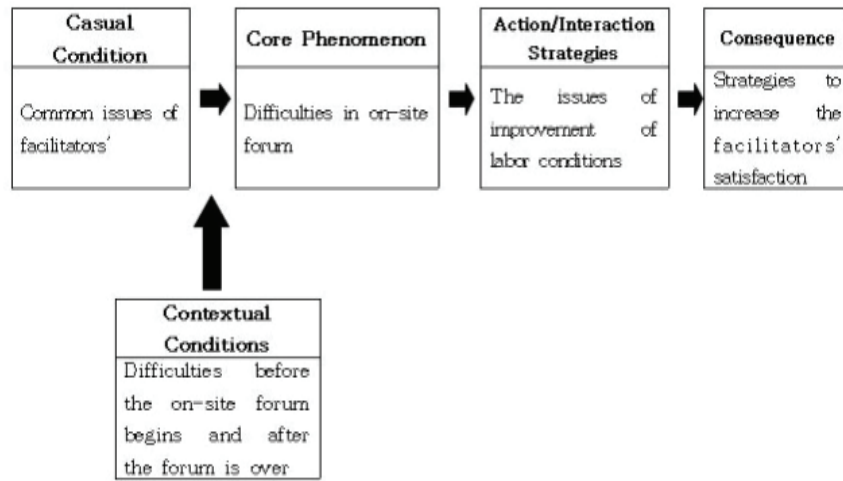 Casual
Condition
Common issues of
facilitators'
Core Phenomenon
Difficulties in on-site
forum
Action/Interaction
Strategies
The issues of
improvement of
labor conditions
Consequence
Strategies to
increase the
facilitators'
satisfaction
Contextual
Conditions
Difficulties before
the on-site forum
begins and after
the forum is over